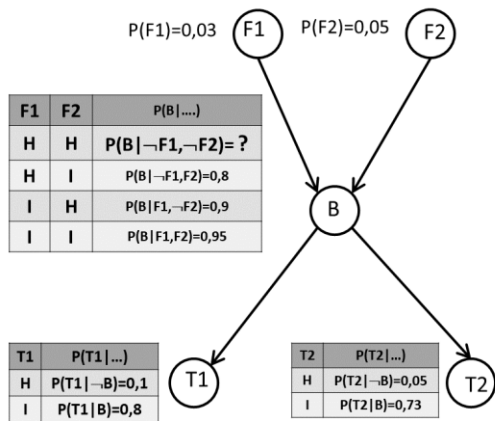 P(F1)=0,03
F1
P(F2)=0,05
F2
F1 F2 P(B|....)
H H P(B|¬F1,¬F2)= ?
H I P(B|¬F1,F2)=0,8
I H P(B|F1,¬F2)=0,9
I I P(B|F1,F2)=0,95
B
T1 P(T1|...)
H P(T1|¬B)=0,1
I P(T1|B)=0,8
T1
T2 P(T2|...)
H P(T2|¬B)=0,05
I P(T2|B)=0,73
T2